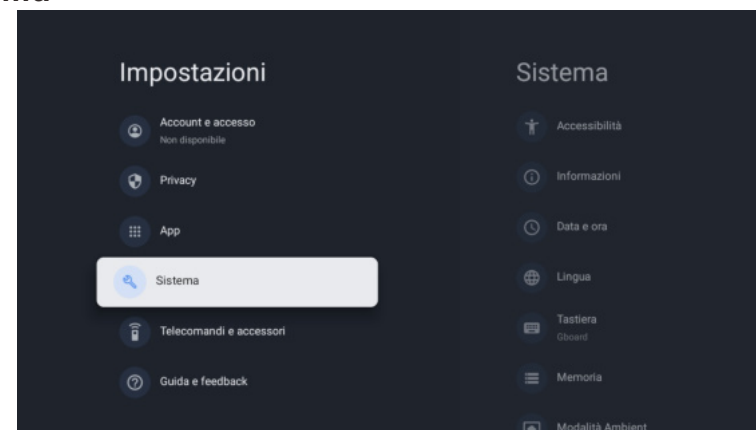 Impostazioni
Account e accesso
Non disponibile
Privacy
App
Sistema
Telecomandi e accessori
Guida e feedback
Sistema
Accessibilità
Informazioni
Data e ora
Lingua
Tastiera
Gboard
Memoria
Modalità Ambient